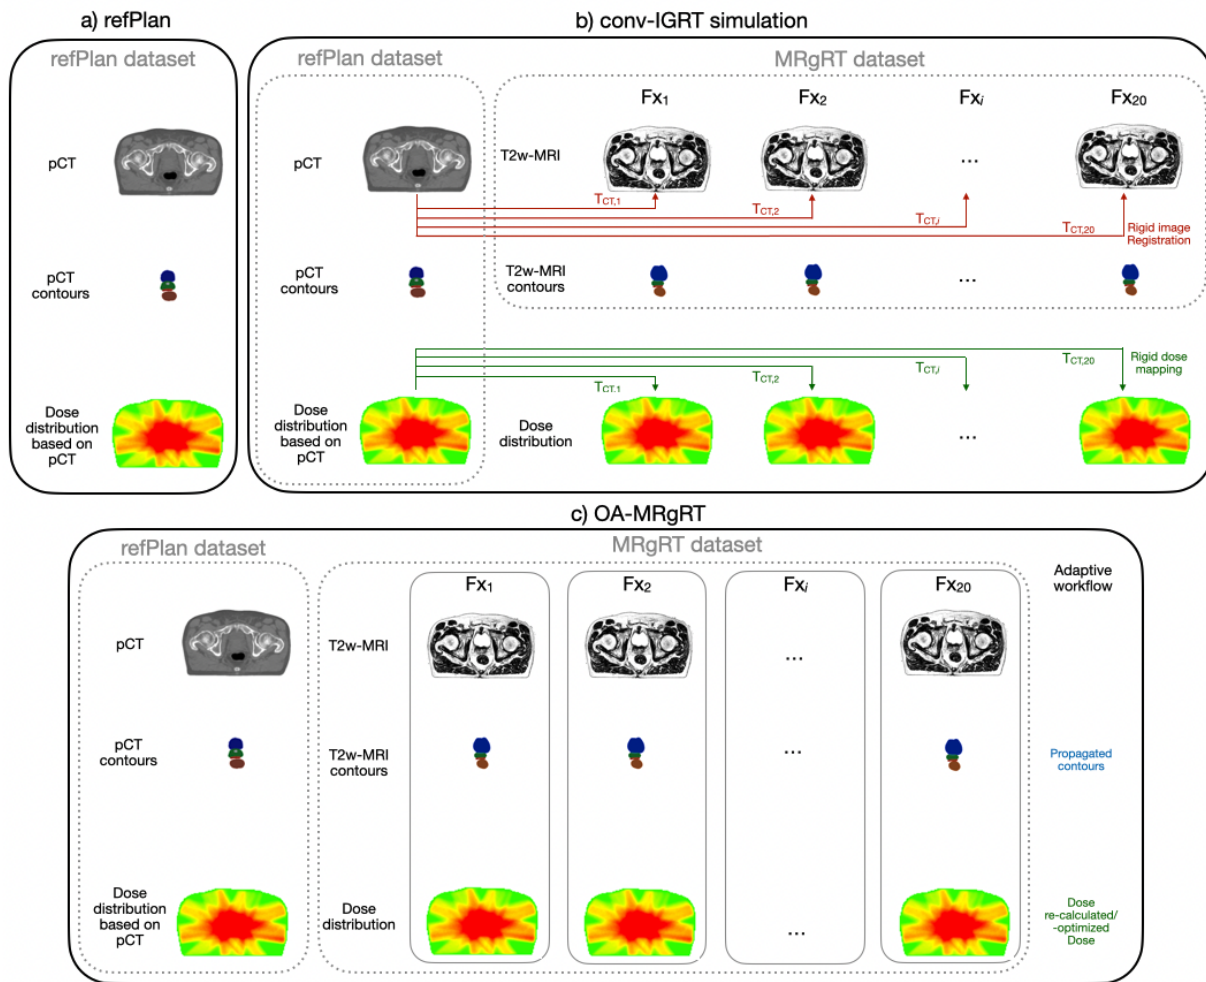 a) refPlan
refPlan dataset
pCT
pCT
contours
Dose
distribution
based on
pCT
b) conv-IGRT simulation
refPlan dataset
MRgRT dataset
Fx1
Fx2
Fxi
Fx20
pCT
T2w-MRI
...
TCT,1
TCT,2
TCT,i
TCT,20
Rigid image
Registration
pCT
contours
T2w-MRI
contours
...
TCT,1
TCT,2
TCT,i
TCT,20
Rigid dose
mapping
Dose
distribution
based on
pCT
Dose
distribution
...
c) OA-MRgRT
refPlan dataset
MRgRT dataset
Fx1
Fx2
Fxi
Fx20
Adaptive
workflow
pCT
T2w-MRI
...
pCT
contours
T2w-MRI
contours
...
Propagated
contours
Dose
distribution
based on
pCT
Dose
distribution
...
Dose
re-calculated/
-optimized
Dose